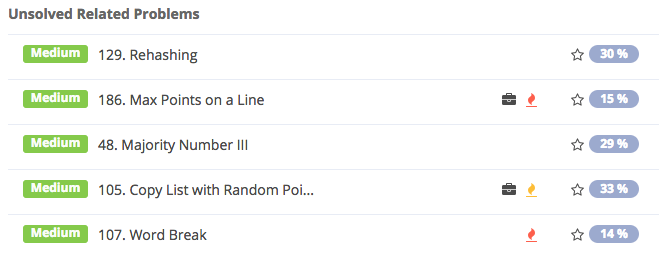 Unsolved Related Problems
Medium 129. Rehashing 30 %
Medium 186. Max Points on a Line 15 %
Medium 48. Majority Number III 29 %
Medium 105. Copy List with Random Poi... 33 %
Medium 107. Word Break 14 %